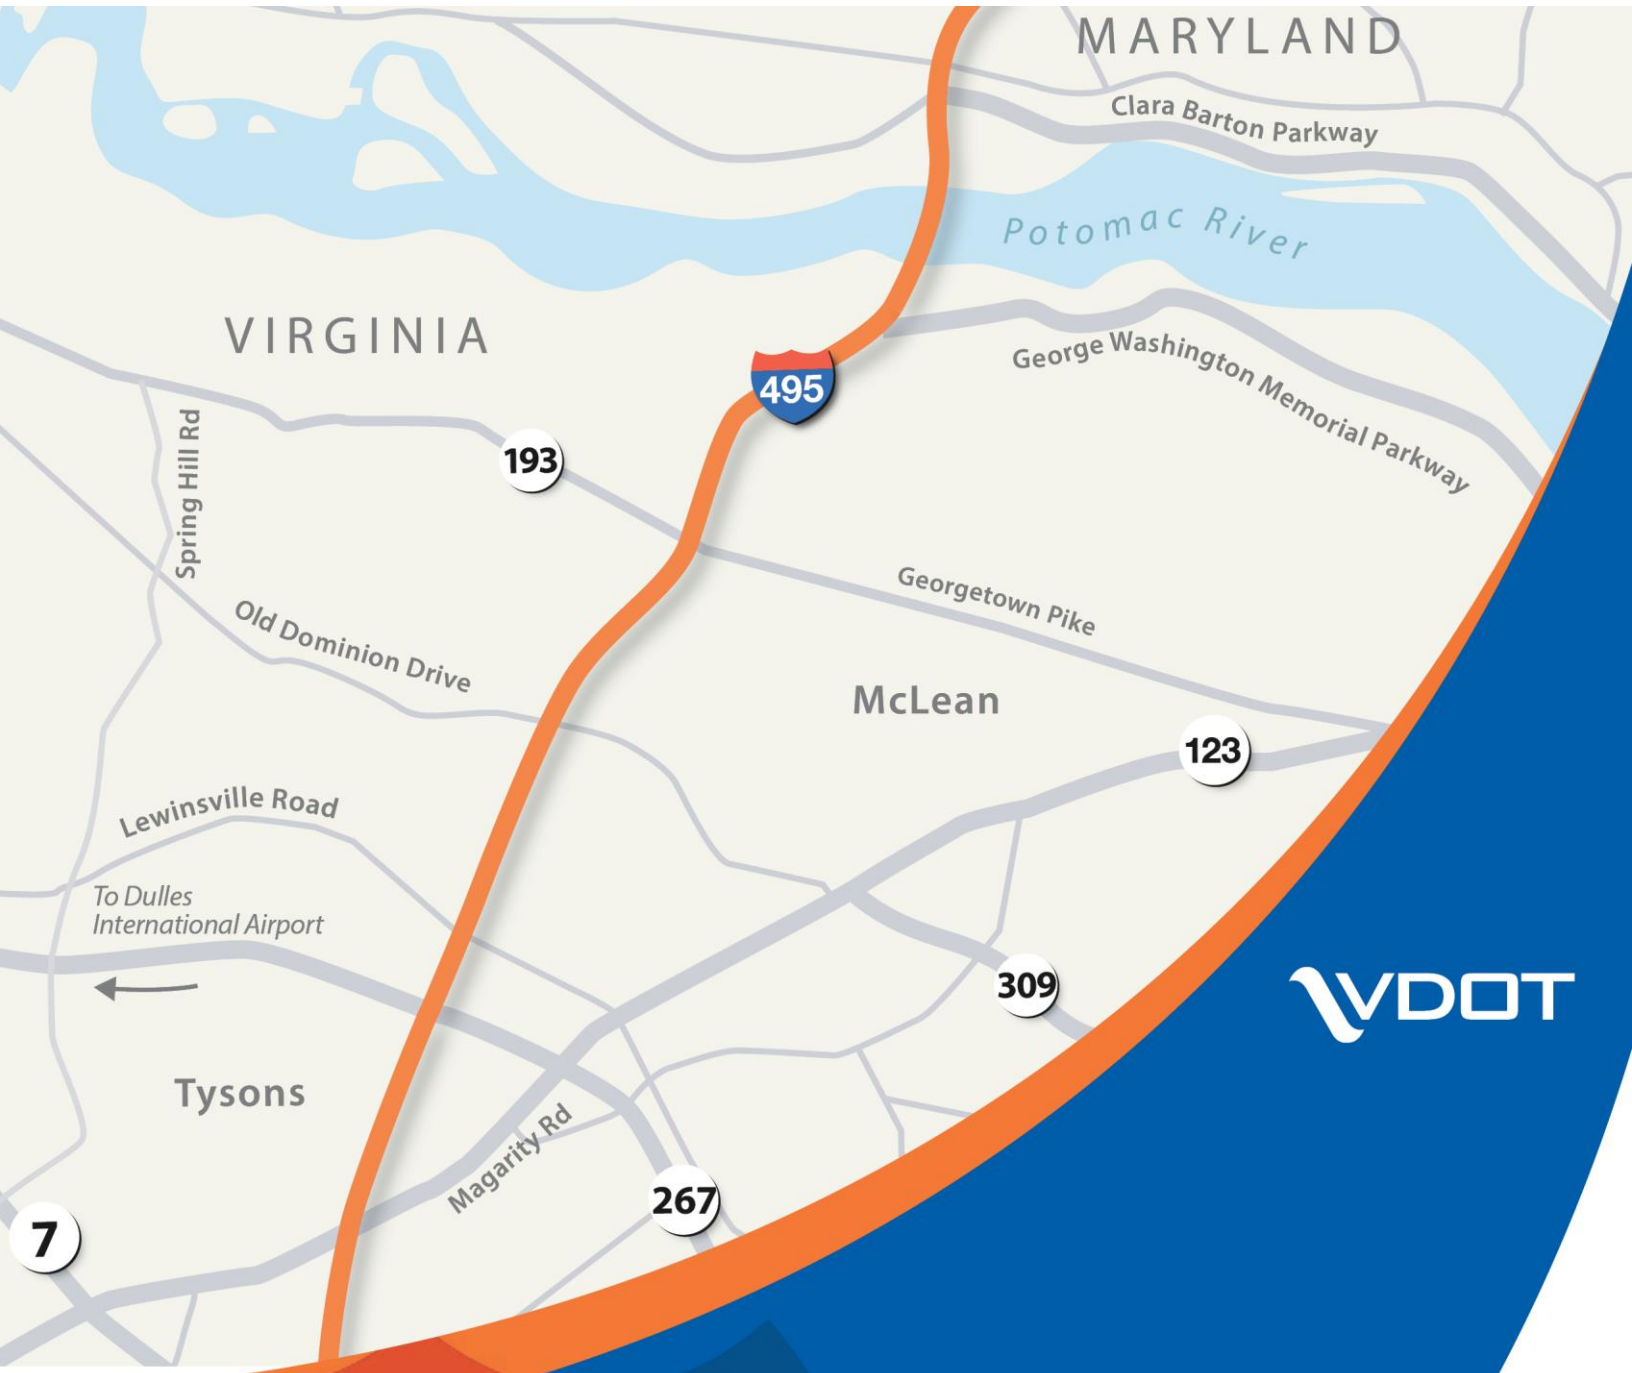 MARYLAND
Clara Barton Parkway
Potomac River
VIRGINIA
George Washington Memorial Parkway
495
Spring Hill Rd
193
Georgetown Pike
Old Dominion Drive
McLean
123
Lewinsville Road
To Dulles
International Airport
309
VDOT
Tysons
Magarity Rd
267
7